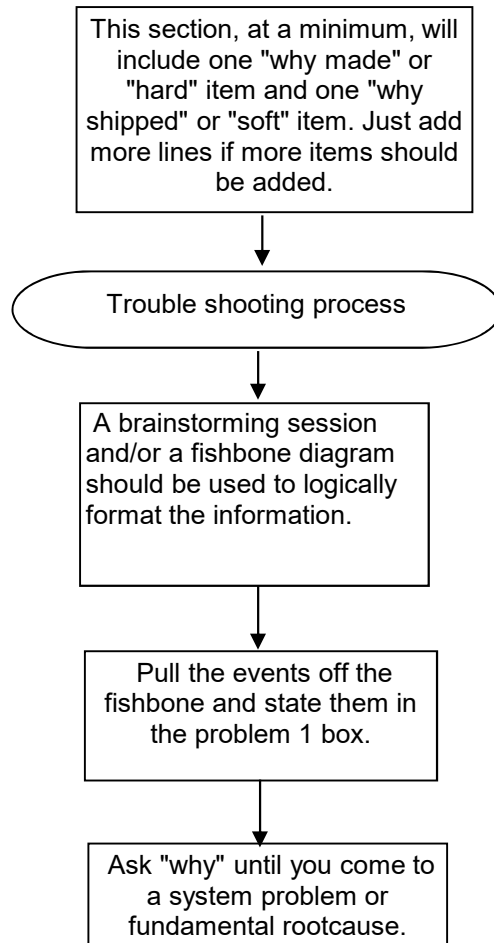 This section, at a minimum, will
include one "why made" or
"hard" item and one "why
shipped" or "soft" item. Just add
more lines if more items should
be added.
Trouble shooting process
A brainstorming session
and/or a fishbone diagram
should be used to logically
format the information.
Pull the events off the
fishbone and state them in
the problem 1 box.
Ask "why" until you come to
a system problem or
fundamental rootcause.